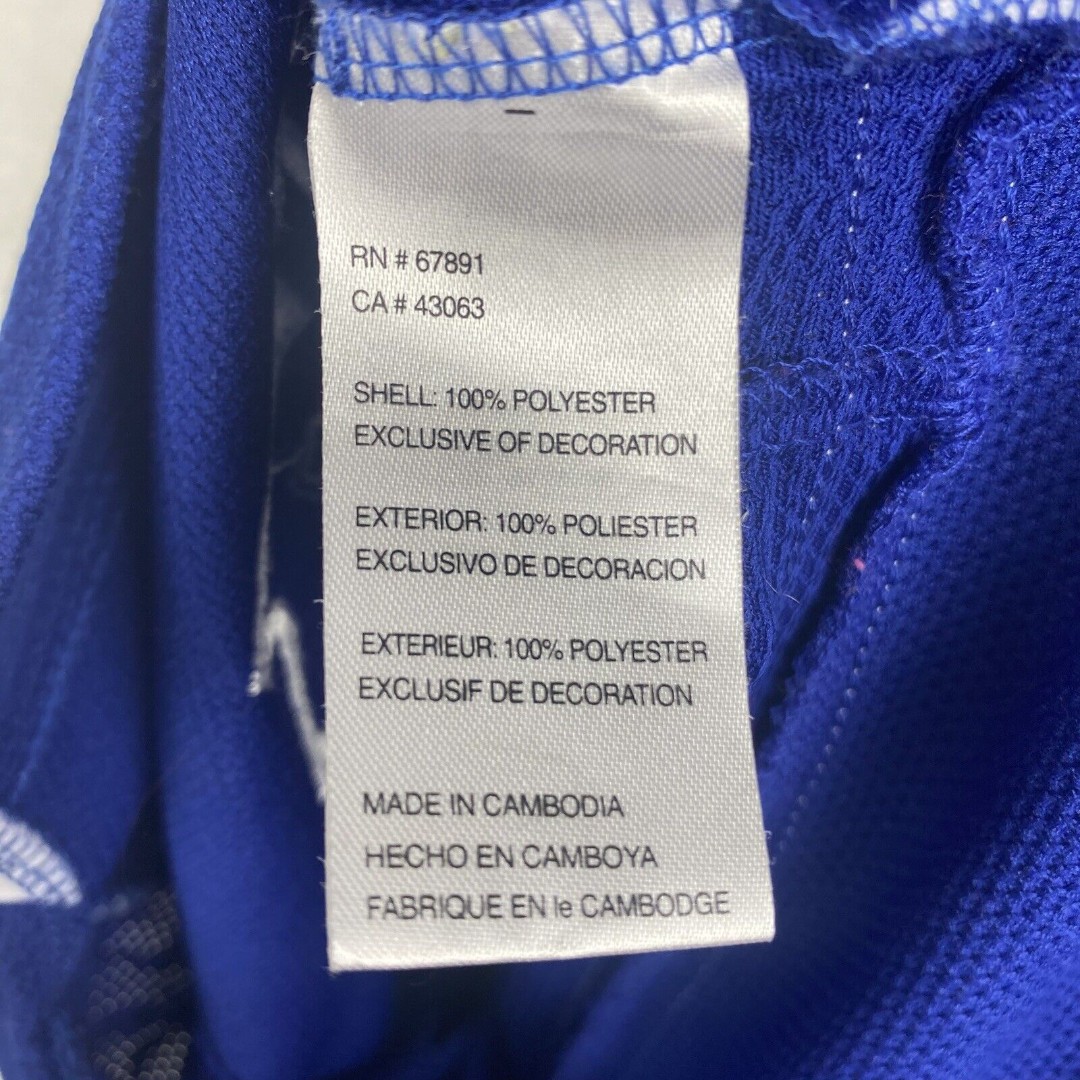 RN # 67891
CA # 43063
SHELL: 100% POLYESTER
EXCLUSIVE OF DECORATION
EXTERIOR: 100% POLIESTER
EXCLUSIVO DE DECORACION
EXTERIEUR: 100% POLYESTER
EXCLUSIF DE DECORATION
MADE IN CAMBODIA
HECHO EN CAMBOYA
FABRIQUE EN le CAMBODGE